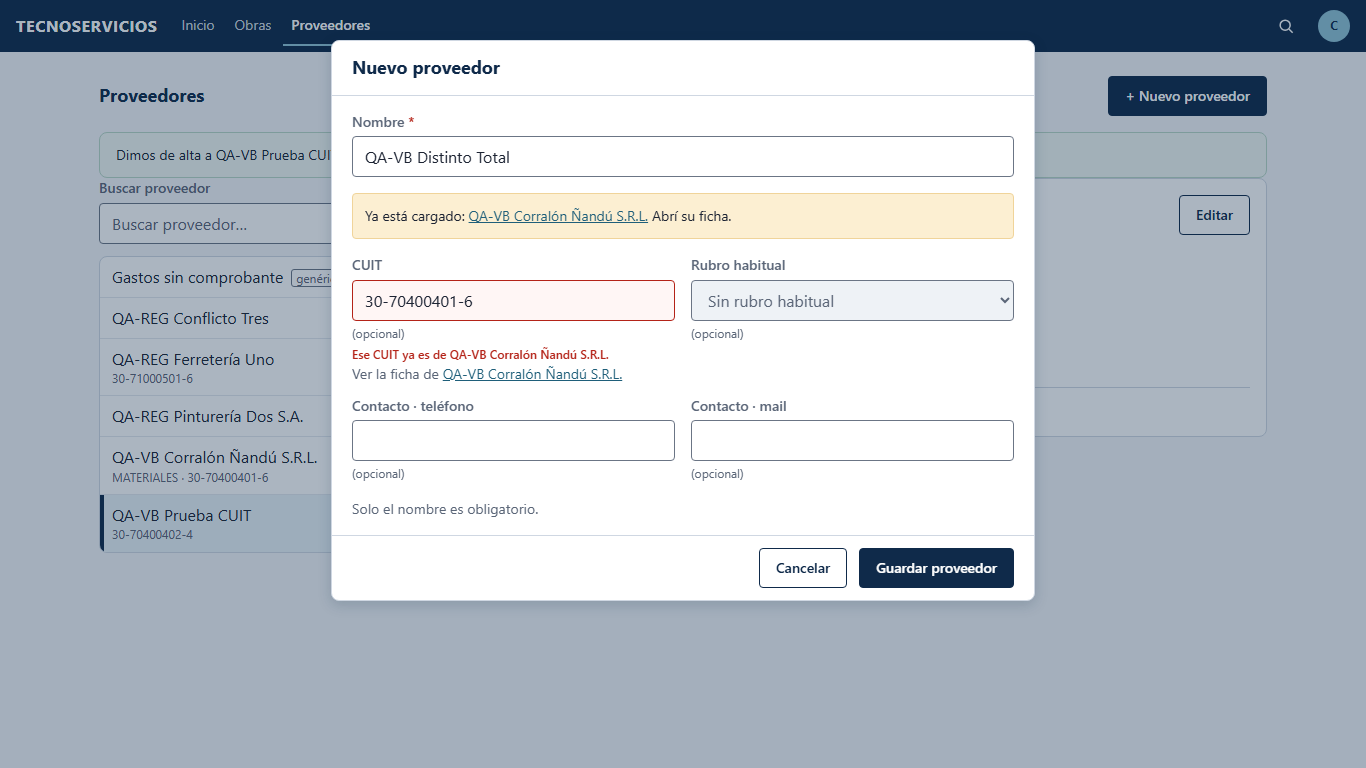 TECNOSERVICIOS Inicio Obras Proveedores C
Proveedores
+ Nuevo proveedor
Dimos de alta a QA-VB Prueba CUI
Buscar proveedor
Buscar proveedor...
Editar
Gastos sin comprobante
QA-REG Conflicto Tres
QA-REG Ferretería Uno
30-71000501-6
QA-REG Pinturería Dos S.A.
QA-VB Corralón Ñandú S.R.L.
MATERIALES · 30-70400401-6
QA-VB Prueba CUIT
30-70400402-4
Nuevo proveedor
Nombre *
QA-VB Distinto Total
Ya está cargado: QA-VB Corralón Ñandú S.R.L. Abrí su ficha.
CUIT
30-70400401-6
(opcional)
Ese CUIT ya es de QA-VB Corralón Ñandú S.R.L.
Ver la ficha de QA-VB Corralón Ñandú S.R.L.
Rubro habitual
Sin rubro habitual
(opcional)
Contacto · teléfono
(opcional)
Contacto · mail
(opcional)
Solo el nombre es obligatorio.
Cancelar
Guardar proveedor